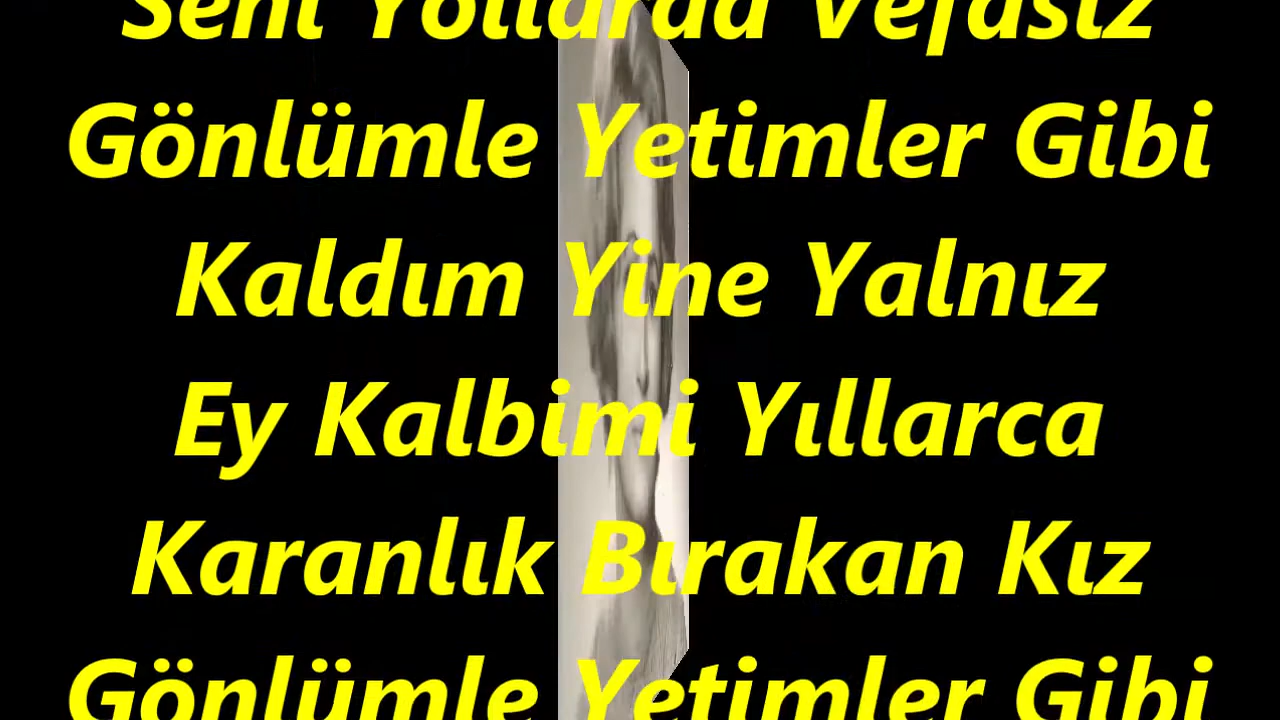 Seni Yollarda Vefasız
Gönlümle Yetimler Gibi
Kaldım Yine Yalnız
Ey Kalbimi Yıllarca
Karanlık Bırakan Kız
Gönlümle Yetimler Gibi